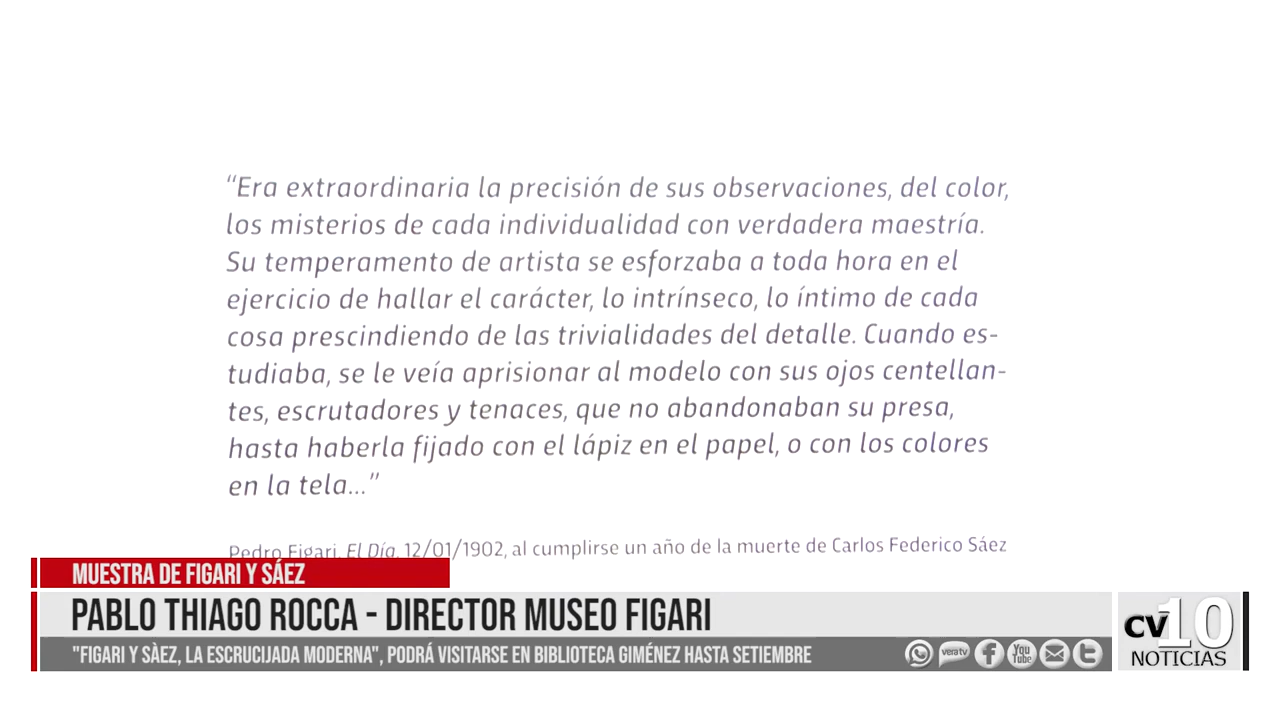 “Era extraordinaria la precisión de sus observaciones, del color,
los misterios de cada individualidad con verdadera maestría.
Su temperamento de artista se esforzaba a toda hora en el
ejercicio de hallar el carácter, lo intrínseco, lo íntimo de cada
cosa prescindiendo de las trivialidades del detalle. Cuando es-
tudiaba, se le veía aprisionar al modelo con sus ojos centellan-
tes, escrutadores y tenaces, que no abandonaban su presa,
hasta haberla fijado con el lápiz en el papel, o con los colores
en la tela...”
Pedro Figari. El Día, 12/01/1902, al cumplirse un año de la muerte de Carlos Federico Sáez
MUESTRA DE FIGARI Y SÁEZ
PABLO THIAGO ROCCA - DIRECTOR MUSEO FIGARI
"FIGARI Y SÀEZ, LA ESCRUCIJADA MODERNA", PODRÁ VISITARSE EN BIBLIOTECA GIMÉNEZ HASTA SETIEMBRE
vera tv
You
Tube
cv10
NOTICIAS